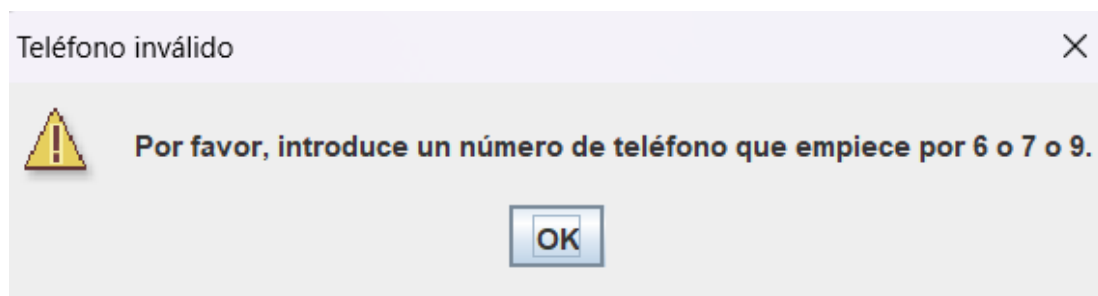 Teléfono inválido
Por favor, introduce un número de teléfono que empiece por 6 o 7 o 9.
OK